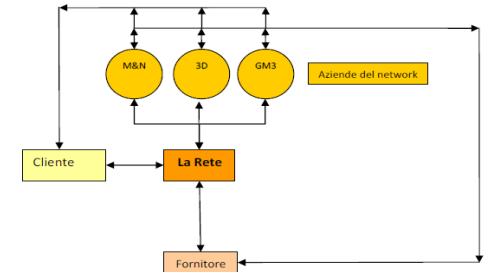 M&N
3D
GM3
Aziende del network
Cliente
La Rete
Fornitore